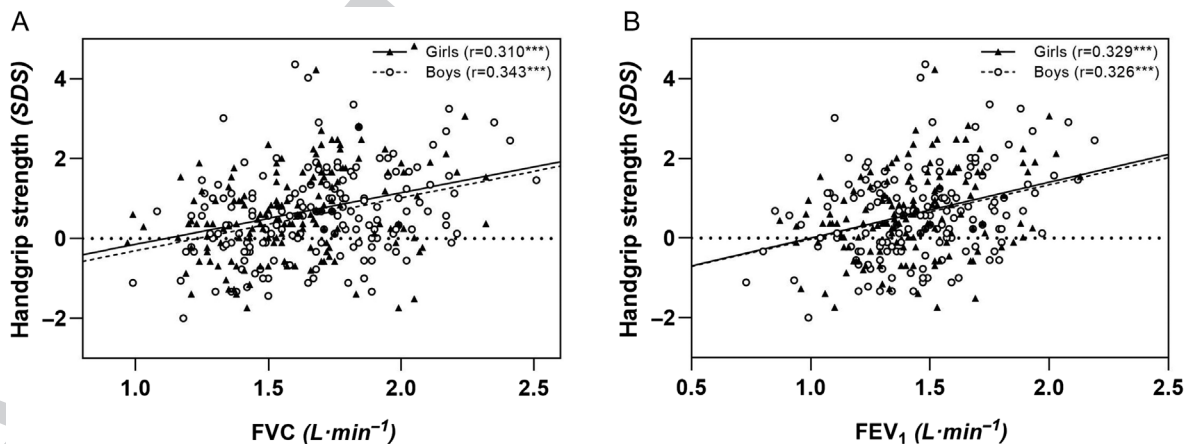 A
Girls (r=0.310***)
Boys (r=0.343***)
Handgrip strength (SDS)
4
2
0
−2
1.0 1.5 2.0 2.5
FVC (L·min⁻¹)
B
Girls (r=0.329***)
Boys (r=0.326***)
Handgrip strength (SDS)
4
2
0
−2
0.5 1.0 1.5 2.0 2.5
FEV₁ (L·min⁻¹)